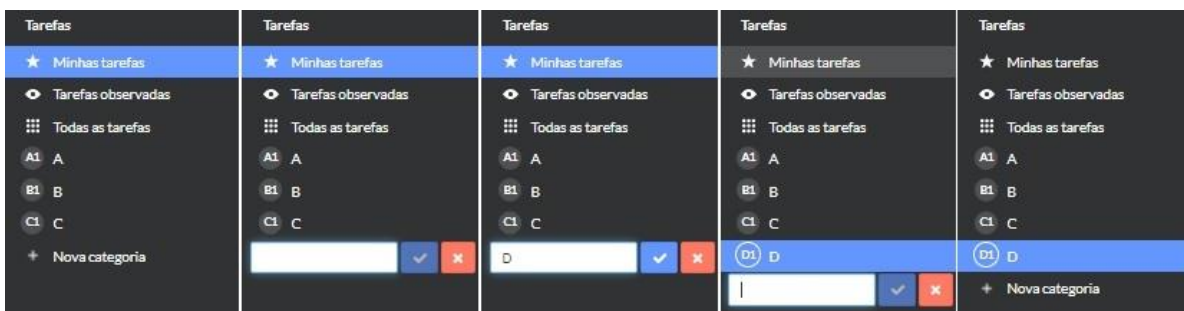 Tarefas
Minhas tarefas
Tarefas observadas
Todas as tarefas
A1 A
B1 B
C1 C
+ Nova categoria
Tarefas
Minhas tarefas
Tarefas observadas
Todas as tarefas
A1 A
B1 B
C1 C
Tarefas
Minhas tarefas
Tarefas observadas
Todas as tarefas
A1 A
B1 B
C1 C
D
Tarefas
Minhas tarefas
Tarefas observadas
Todas as tarefas
A1 A
B1 B
C1 C
D1 D
Tarefas
Minhas tarefas
Tarefas observadas
Todas as tarefas
A1 A
B1 B
C1 C
D1 D
+ Nova categoria